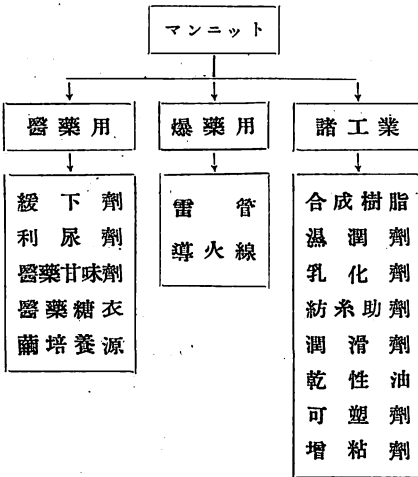 マンニット
醫藥用
爆藥用
諸工業
緩下劑
利尿劑
醫藥甘味劑
醫藥糖衣
菌培養源
雷管
導火線
合成樹脂
濕潤劑
乳化劑
紡糸助劑
潤滑劑
乾性油
可塑劑
增粘劑